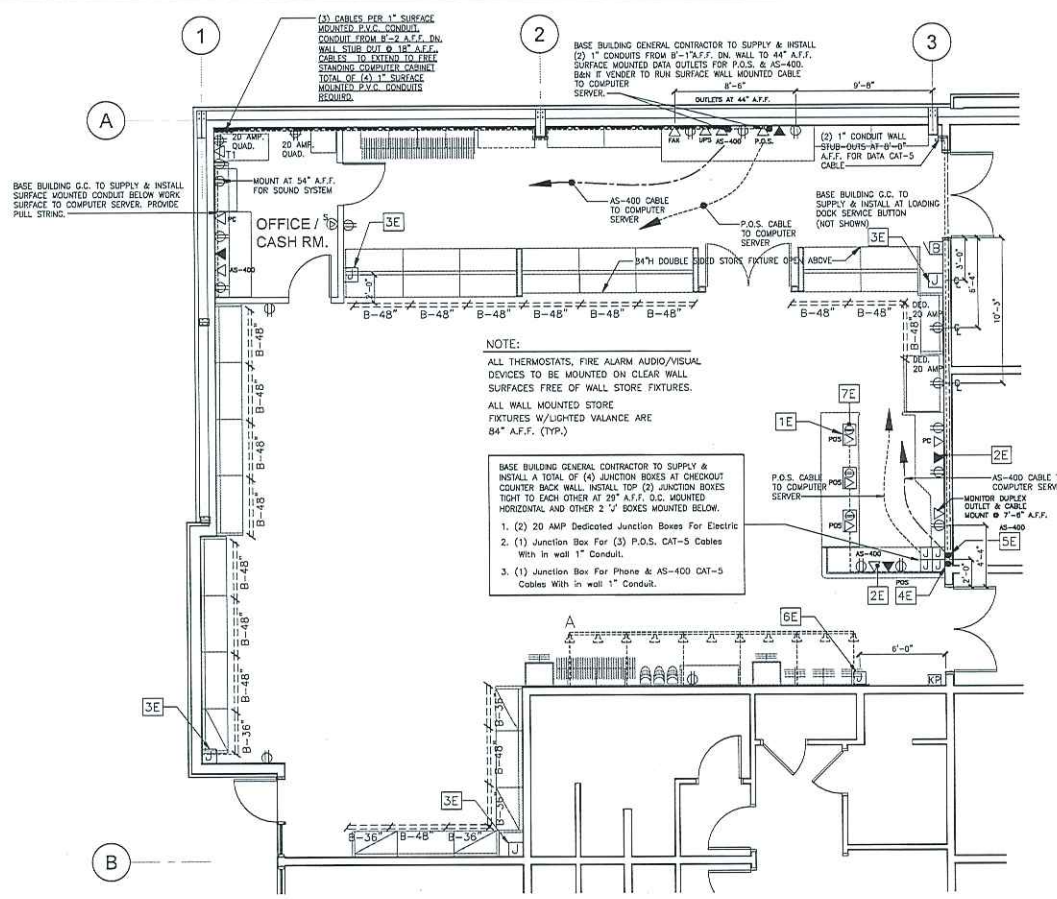 (3) CABLES PER 1" SURFACE
MOUNTED P.V.C. CONDUIT.
CONDUIT FROM 8'-2 A.F.F. DN.
WALL STUB OUT @ 18" A.F.F.
CABLES TO EXTEND TO FREE
STANDING COMPUTER CABINET
TOTAL OF (4) 1" SURFACE
MOUNTED P.V.C. CONDUITS
REQUIRD.
1
2
3
BASE BUILDING GENERAL CONTRACTOR TO SUPPLY & INSTALL
(2) 1" CONDUITS FROM 8'-1"A.F.F. DN. WALL TO 44" A.F.F.
SURFACE MOUNTED DATA OUTLETS FOR P.O.S. & AS-400.
B&N IT VENDER TO RUN SURFACE WALL MOUNTED CABLE
TO COMPUTER
SERVER.
8'-6"
9'-8"
OUTLETS AT 44" A.F.F.
A
20 AMP.
QUAD.
T1
20 AMP.
QUAD.
FAX
UPS
AS-400
P.O.S.
(2) 1" CONDUIT WALL
STUB-OUTS AT 8'-0"
A.F.F. FOR DATA CAT-5
CABLE
BASE BUILDING G.C. TO SUPPLY & INSTALL
SURFACE MOUNTED CONDUIT BELOW WORK
SURFACE TO COMPUTER SERVER. PROVIDE
PULL STRING.
MOUNT AT 54" A.F.F.
FOR SOUND SYSTEM
PC
OFFICE /
CASH RM.
S
AS-400
3E
J
2'-0"
AS-400 CABLE
TO COMPUTER
SERVER
P.O.S. CABLE
TO COMPUTER
SERVER
BASE BUILDING G.C. TO
SUPPLY & INSTALL AT LOADING
DOCK SERVICE BUTTON
(NOT SHOWN)
3E
B
J
3'-0"
6'-4"
10'-3"
84"H DOUBLE SIDED STORE FIXTURE OPEN ABOVE
B-48" B-48" B-48" B-48" B-48" B-48"
B-48" B-48"
DED.
20 AMP
B-48"
DED.
20 AMP
NOTE:
ALL THERMOSTATS, FIRE ALARM AUDIO/VISUAL
DEVICES TO BE MOUNTED ON CLEAR WALL
SURFACES FREE OF WALL STORE FIXTURES.
ALL WALL MOUNTED STORE
FIXTURES W/LIGHTED VALANCE ARE
84" A.F.F. (TYP.)
B-48"
B-48"
B-48"
B-48"
7E
1E
POS
POS
POS
PC
2E
P.O.S. CABLE
TO COMPUTER
SERVER
AS-400 CABLE
COMPUTER
MONITOR DUPLEX
OUTLET & CABLE
MOUNT @ 7'-6" A.F.F.
AS-400
5E
BASE BUILDING GENERAL CONTRACTOR TO SUPPLY &
INSTALL A TOTAL OF (4) JUNCTION BOXES AT CHECKOUT
COUNTER BACK WALL. INSTALL TOP (2) JUNCTION BOXES
TIGHT TO EACH OTHER AT 29" A.F.F. O.C. MOUNTED
HORIZONTAL AND OTHER 2 'J' BOXES MOUNTED BELOW.
1. (2) 20 AMP Dedicated Junction Boxes For Electric
2. (1) Junction Box For (3) P.O.S. CAT-5 Cables
With in wall 1" Conduit.
3. (1) Junction Box For Phone & AS-400 CAT-5
Cables With in wall 1" Conduit.
AS-400
J J
J J
POS
2E
4E
2'-0"
4'-4"
B-48"
B-48"
B-48"
B-36"
3E
J
A
6E
J
6'-0"
KP
B-36"
B-48"
B-36"
3E
J
B-36" B-48" B-36"
B